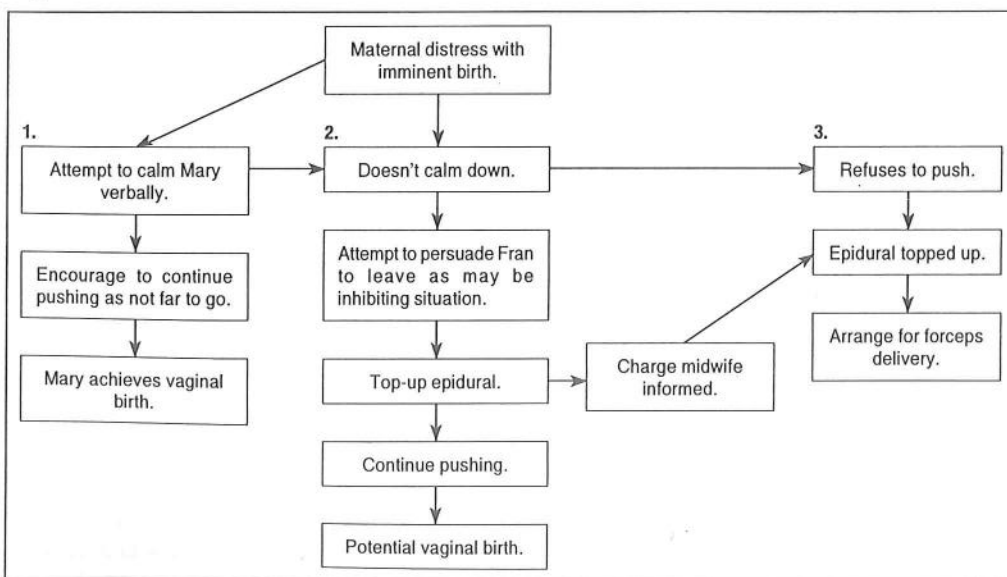 Maternal distress with
imminent birth.
1.
Attempt to calm Mary
verbally.
Encourage to continue
pushing as not far to go.
Mary achieves vaginal
birth.
2.
Doesn't calm down.
Attempt to persuade Fran
to leave as may be
inhibiting situation.
Top-up epidural.
Continue pushing.
Potential vaginal birth.
Charge midwife
informed.
3.
Refuses to push.
Epidural topped up.
Arrange for forceps
delivery.